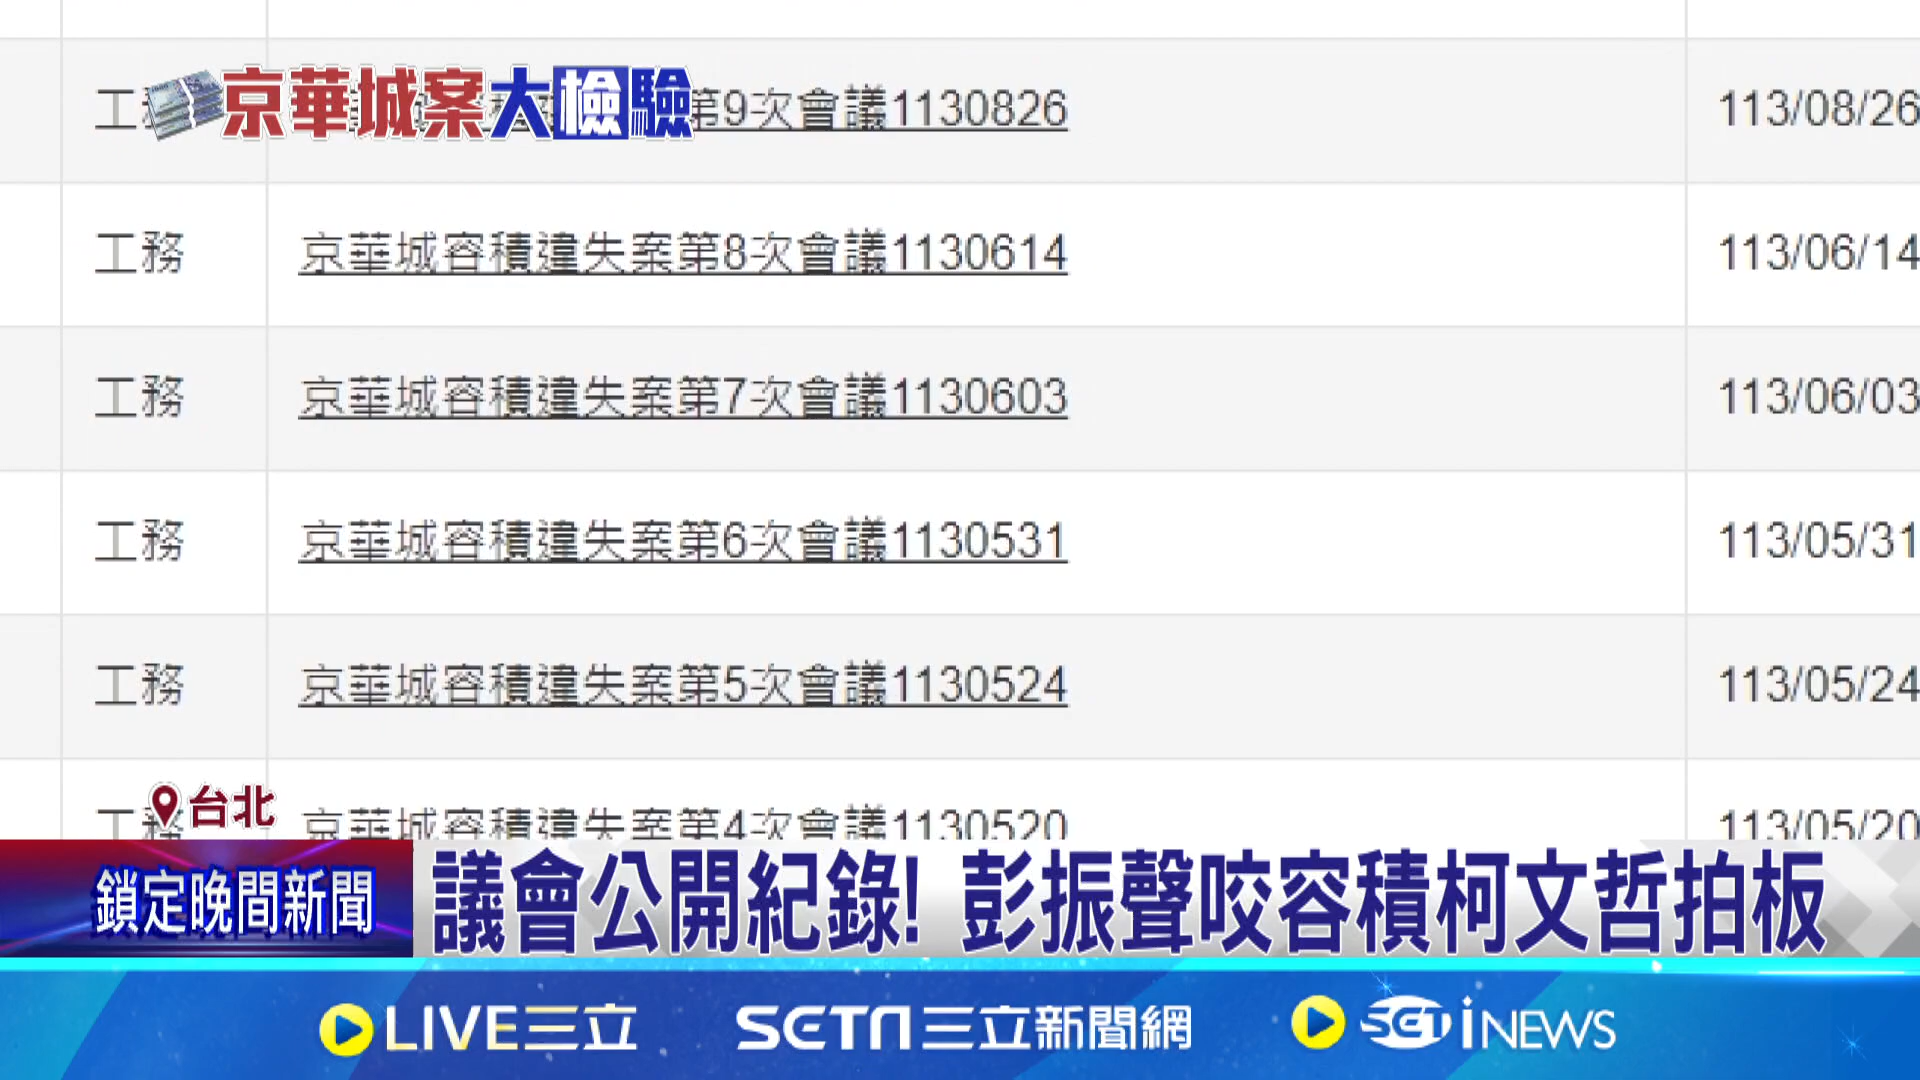 京華城案大檢驗
工務 第9次會議1130826 113/08/26
工務 京華城容積違失案第8次會議1130614 113/06/14
工務 京華城容積違失案第7次會議1130603 113/06/03
工務 京華城容積違失案第6次會議1130531 113/05/31
工務 京華城容積違失案第5次會議1130524 113/05/24
工務 京華城容積違失案第4次會議1130520 113/05/20
台北
鎖定晚間新聞
議會公開紀錄! 彭振聲咬容積柯文哲拍板
LIVE三立 SETN三立新聞網 SETiNEWS